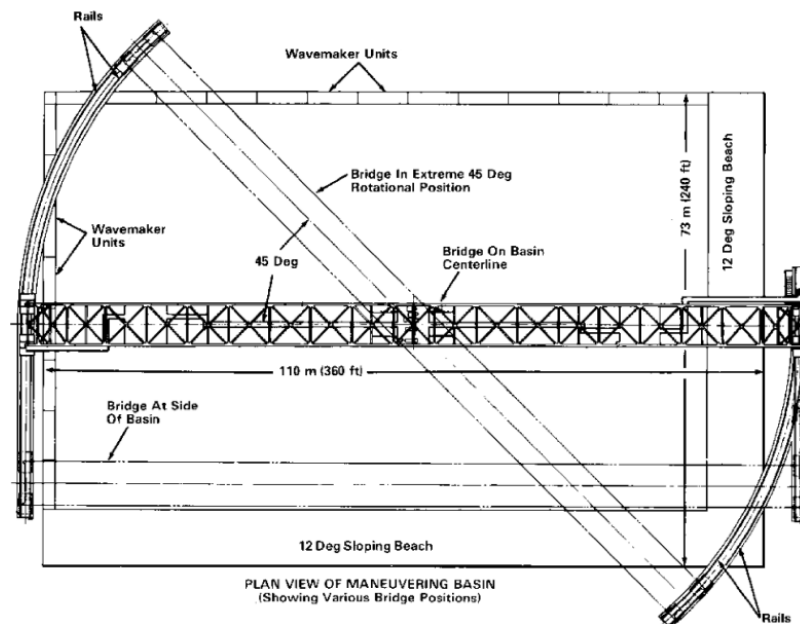 Rails
Wavemaker Units
Bridge In Extreme 45 Deg
Rotational Position
73 m (240 ft)
12 Deg Sloping Beach
Wavemaker
Units
45 Deg
Bridge On Basin
Centerline
110 m (360 ft)
Bridge At Side
Of Basin
12 Deg Sloping Beach
PLAN VIEW OF MANEUVERING BASIN
(Showing Various Bridge Positions)
Rails